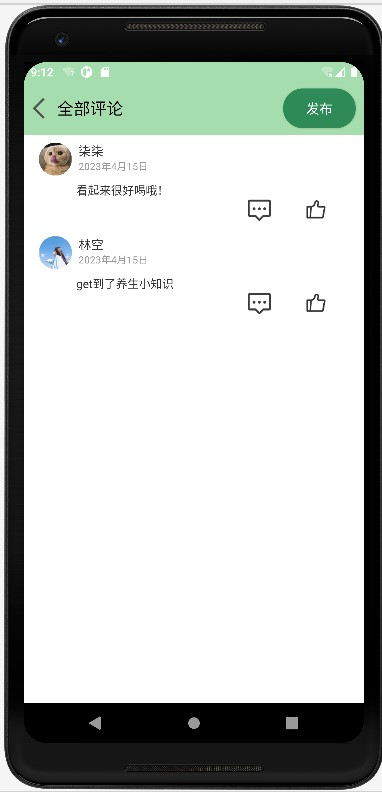 9:12
全部评论
发布
柒柒
2023年4月15日
看起来很好喝哦！
林空
2023年4月15日
get到了养生小知识